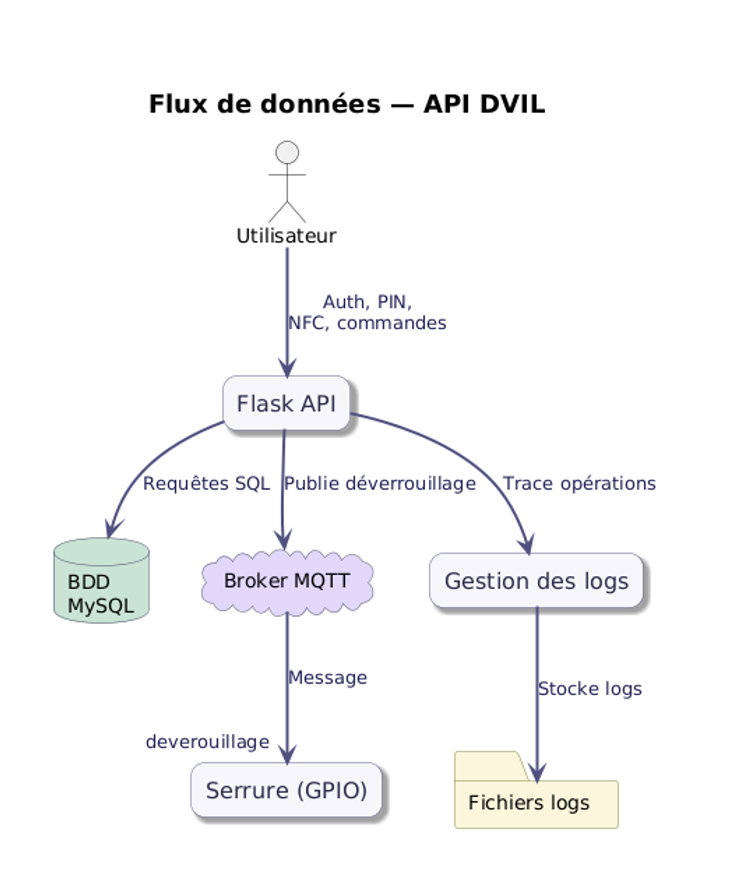 Flux de données — API DVIL
Utilisateur
Auth, PIN,
NFC, commandes
Flask API
Requêtes SQL
Publie déverrouillage
Trace opérations
BDD
MySQL
Broker MQTT
Gestion des logs
Message
Stocke logs
deverouillage
Serrure (GPIO)
Fichiers logs